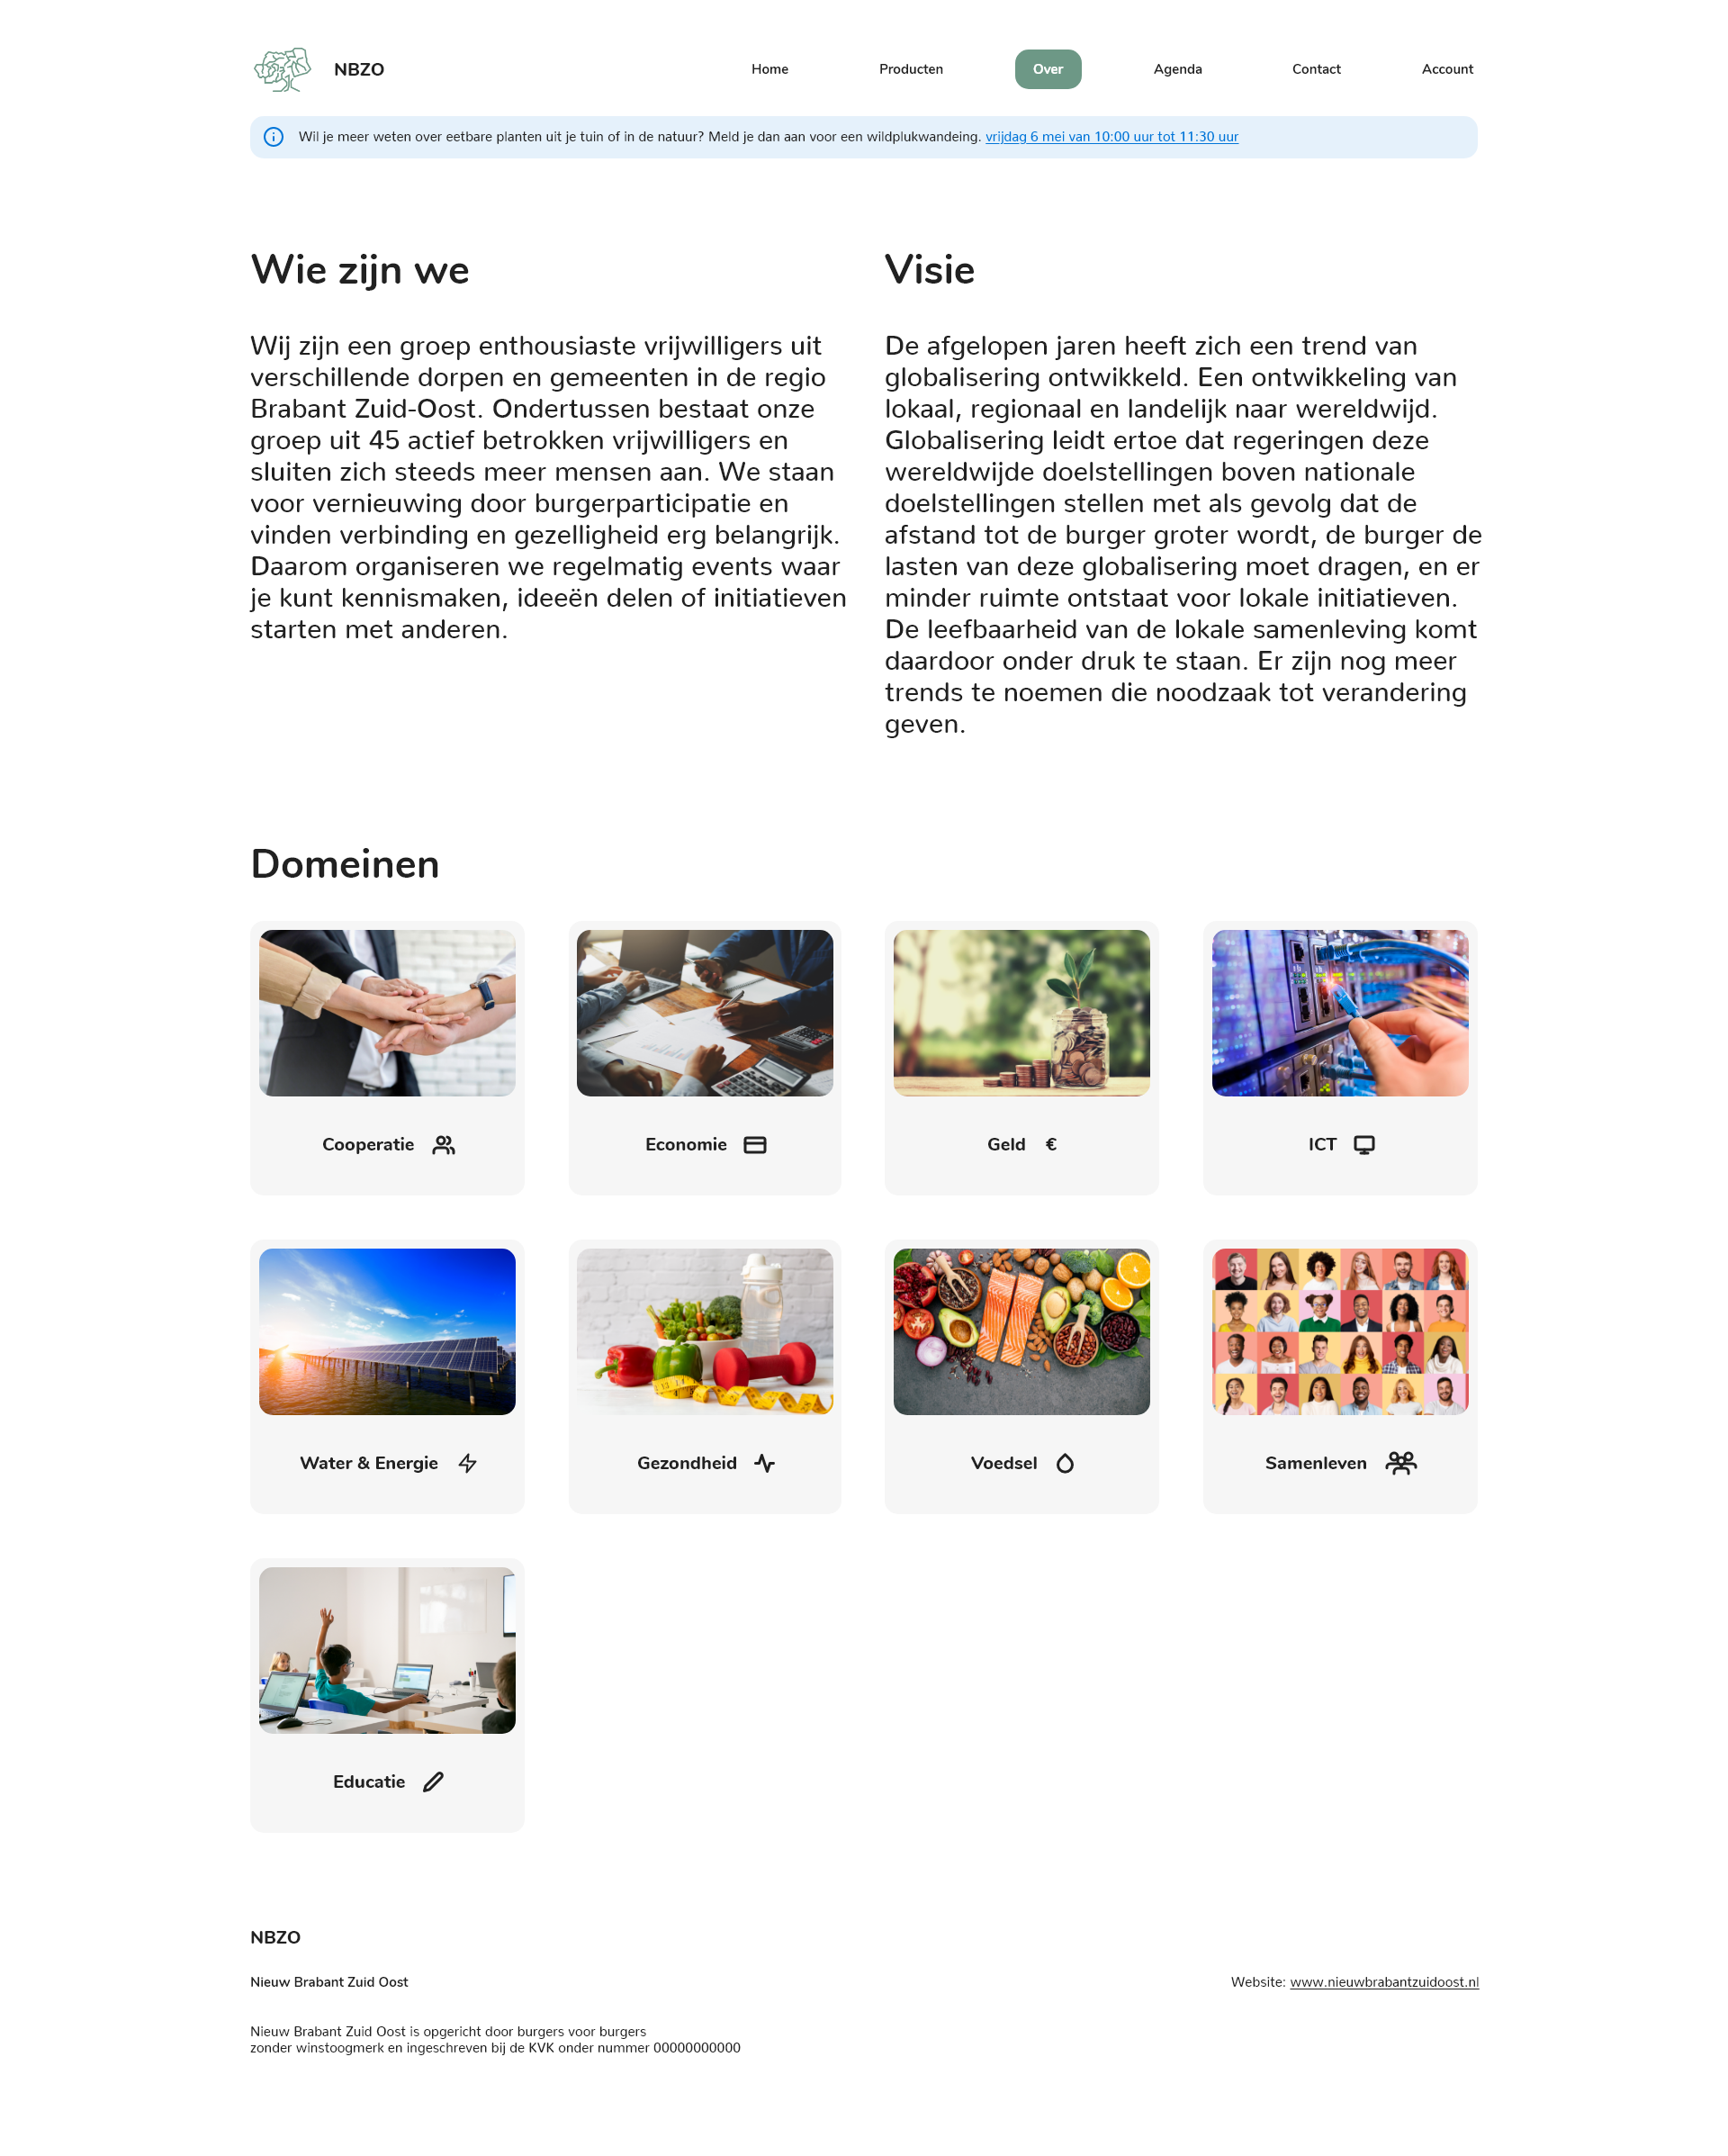 NBZO
Home
Producten
Over
Agenda
Contact
Account
Wil je meer weten over eetbare planten uit je tuin of in de natuur? Meld je dan aan voor een wildplukwandeing. vrijdag 6 mei van 10:00 uur tot 11:30 uur
Wie zijn we
Wij zijn een groep enthousiaste vrijwilligers uit
verschillende dorpen en gemeenten in de regio
Brabant Zuid-Oost. Ondertussen bestaat onze
groep uit 45 actief betrokken vrijwilligers en
sluiten zich steeds meer mensen aan. We staan
voor vernieuwing door burgerparticipatie en
vinden verbinding en gezelligheid erg belangrijk.
Daarom organiseren we regelmatig events waar
je kunt kennismaken, ideeën delen of initiatieven
starten met anderen.
Visie
De afgelopen jaren heeft zich een trend van
globalisering ontwikkeld. Een ontwikkeling van
lokaal, regionaal en landelijk naar wereldwijd.
Globalisering leidt ertoe dat regeringen deze
wereldwijde doelstellingen boven nationale
doelstellingen stellen met als gevolg dat de
afstand tot de burger groter wordt, de burger de
lasten van deze globalisering moet dragen, en er
minder ruimte ontstaat voor lokale initiatieven.
De leefbaarheid van de lokale samenleving komt
daardoor onder druk te staan. Er zijn nog meer
trends te noemen die noodzaak tot verandering
geven.
Domeinen
Cooperatie
Economie
Geld €
ICT
Water & Energie
Gezondheid
Voedsel
Samenleven
Educatie
NBZO
Nieuw Brabant Zuid Oost
Website: www.nieuwbrabantzuidoost.nl
Nieuw Brabant Zuid Oost is opgericht door burgers voor burgers
zonder winstoogmerk en ingeschreven bij de KVK onder nummer 00000000000